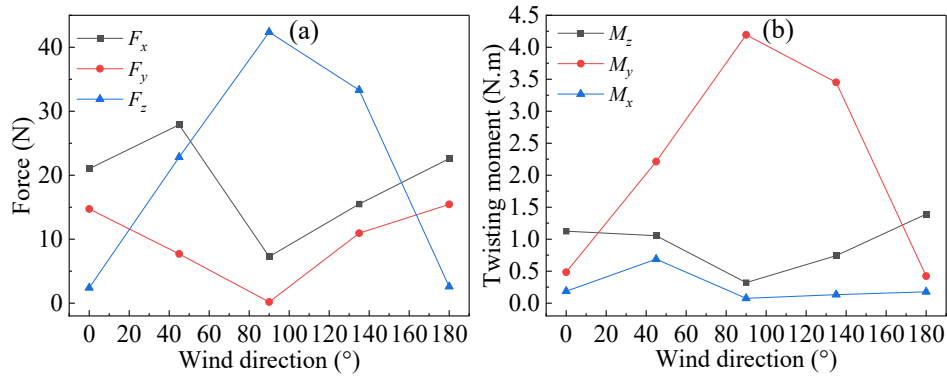 (a)
F_x
F_y
F_z
Force (N)
40
30
20
10
0
0 20 40 60 80 100 120 140 160 180
Wind direction (°)
(b)
M_z
M_y
M_x
Twisting moment (N.m)
4.5
4.0
3.5
3.0
2.5
2.0
1.5
1.0
0.5
0.0
0 20 40 60 80 100 120 140 160 180
Wind direction (°)